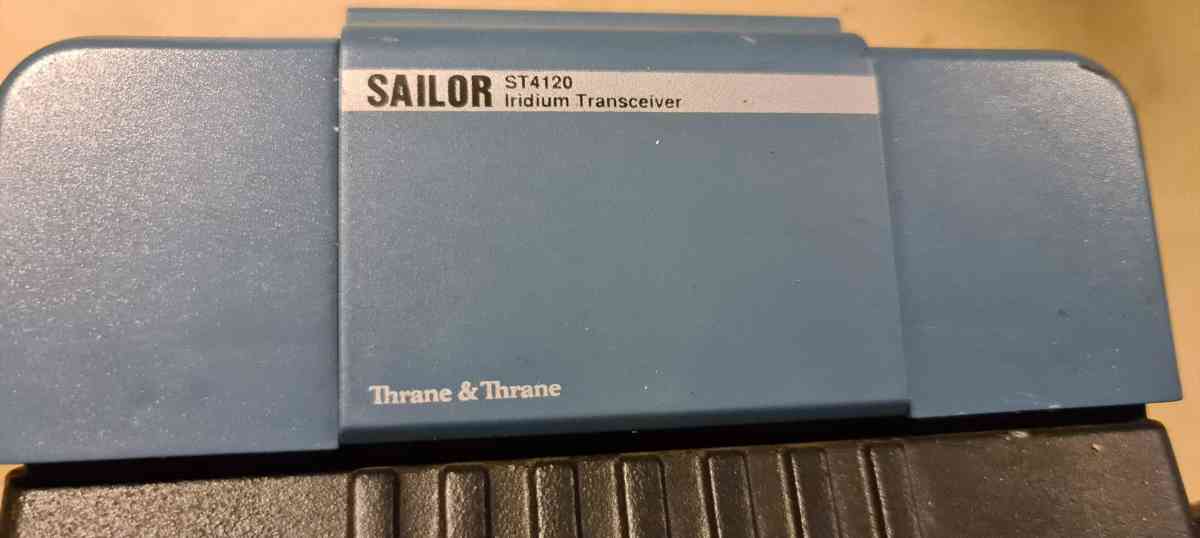 SAILOR ST4120
Iridium Transceiver
Thrane & Thrane